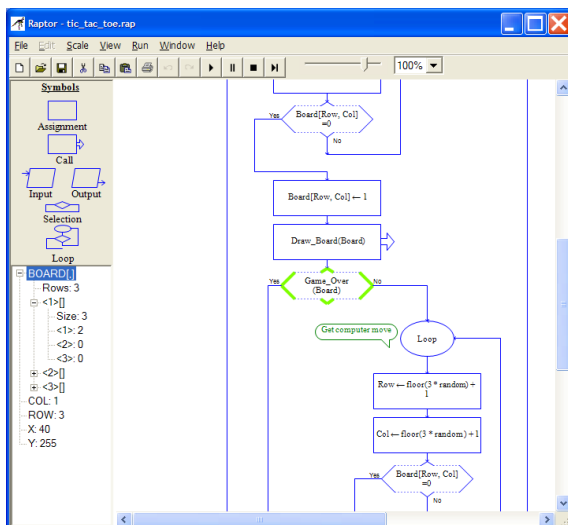 Raptor - tic_tac_toe.rap
File Edit Scale View Run Window Help
100%
Symbols
Assignment
Call
Input Output
Selection
Loop
BOARD[,]
Rows: 3
<1>[]
Size: 3
<1>: 2
<2>: 0
<3>: 0
<2>[]
<3>[]
COL: 1
ROW: 3
X: 40
Y: 255
Yes
Board[Row, Col]
=0
No
Board[Row, Col] ← 1
Draw_Board(Board)
Yes
Game_Over
(Board)
No
Get computer move
Loop
Row ← floor(3 * random) +
1
Col ← floor(3 * random) + 1
Yes
Board[Row, Col]
=0
No